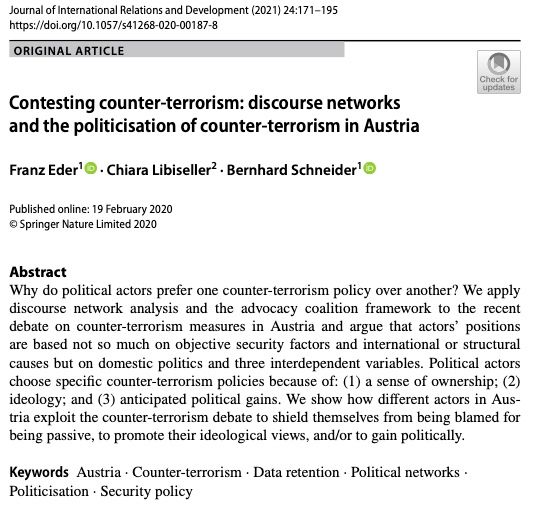 Journal of International Relations and Development (2021) 24:171–195
https://doi.org/10.1057/s41268-020-00187-8
ORIGINAL ARTICLE
Check for
updates
Contesting counter-terrorism: discourse networks
and the politicisation of counter-terrorism in Austria
Franz Eder1 iD · Chiara Libiseller2 · Bernhard Schneider1 iD
Published online: 19 February 2020
© Springer Nature Limited 2020
Abstract
Why do political actors prefer one counter-terrorism policy over another? We apply
discourse network analysis and the advocacy coalition framework to the recent
debate on counter-terrorism measures in Austria and argue that actors' positions
are based not so much on objective security factors and international or structural
causes but on domestic politics and three interdependent variables. Political actors
choose specific counter-terrorism policies because of: (1) a sense of ownership; (2)
ideology; and (3) anticipated political gains. We show how different actors in Aus-
tria exploit the counter-terrorism debate to shield themselves from being blamed for
being passive, to promote their ideological views, and/or to gain politically.
Keywords Austria · Counter-terrorism · Data retention · Political networks ·
Politicisation · Security policy